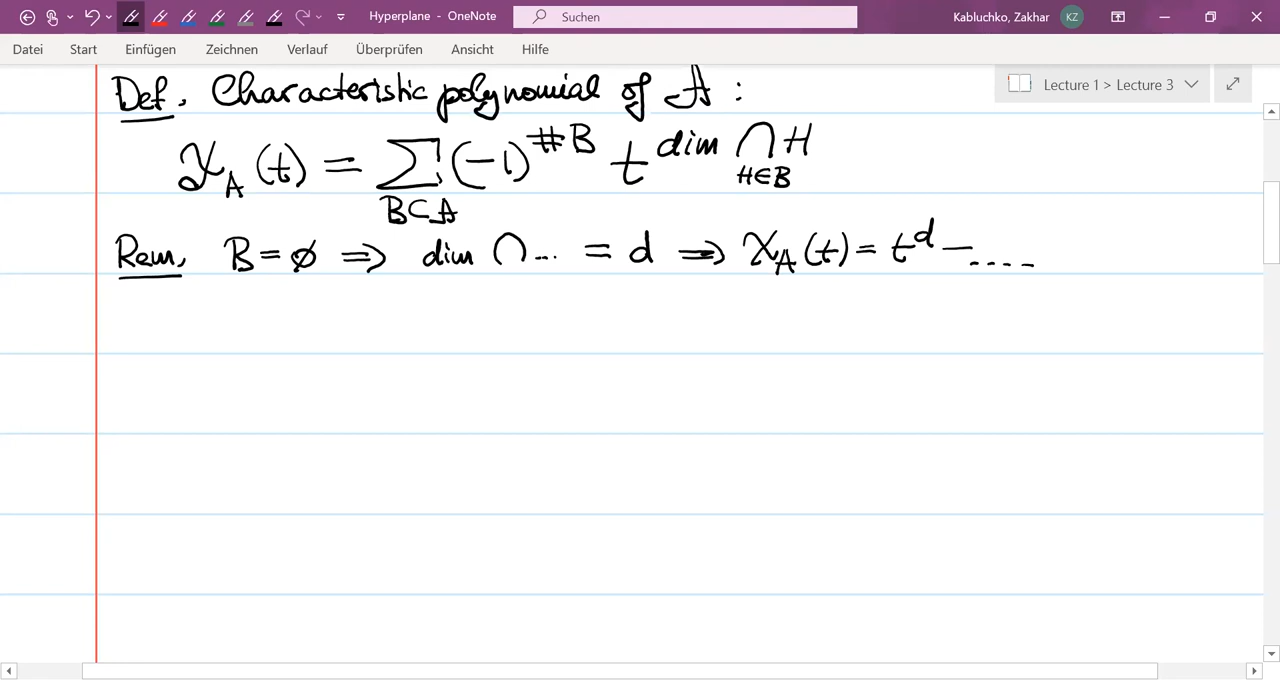 Hyperplane - OneNote
Suchen
Kabluchko, Zakhar
KZ
Datei Start Einfügen Zeichnen Verlauf Überprüfen Ansicht Hilfe
Lecture 1 > Lecture 3
Def. Characteristic polynomial of A :
χ_A (t) = ∑_{B⊂A} (-1)^{#B} t^{dim ∩_{H∈B} H}
Rem. B = ∅ ⇒ dim ∩ ... = d ⇒ χ_A (t) = t^d - ....